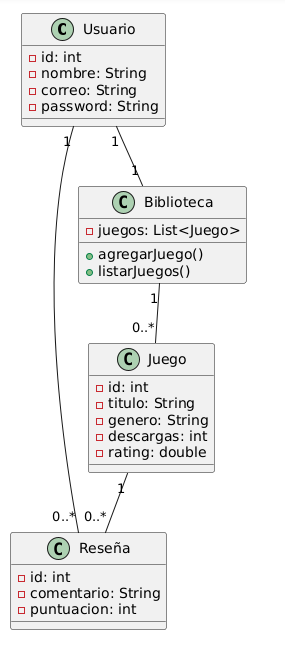 C Usuario
id: int
nombre: String
correo: String
password: String
1 1
1
C Biblioteca
juegos: List<Juego>
agregarJuego()
listarJuegos()
1
0..*
C Juego
id: int
titulo: String
genero: String
descargas: int
rating: double
1
0..* 0..*
C Reseña
id: int
comentario: String
puntuacion: int